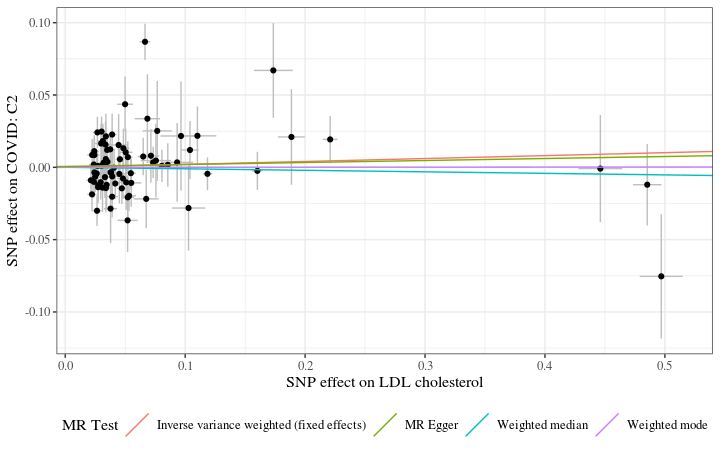 0.10
0.05
0.00
-0.05
-0.10
SNP effect on COVID: C2
0.0 0.1 0.2 0.3 0.4 0.5
SNP effect on LDL cholesterol
MR Test Inverse variance weighted (fixed effects) MR Egger Weighted median Weighted mode